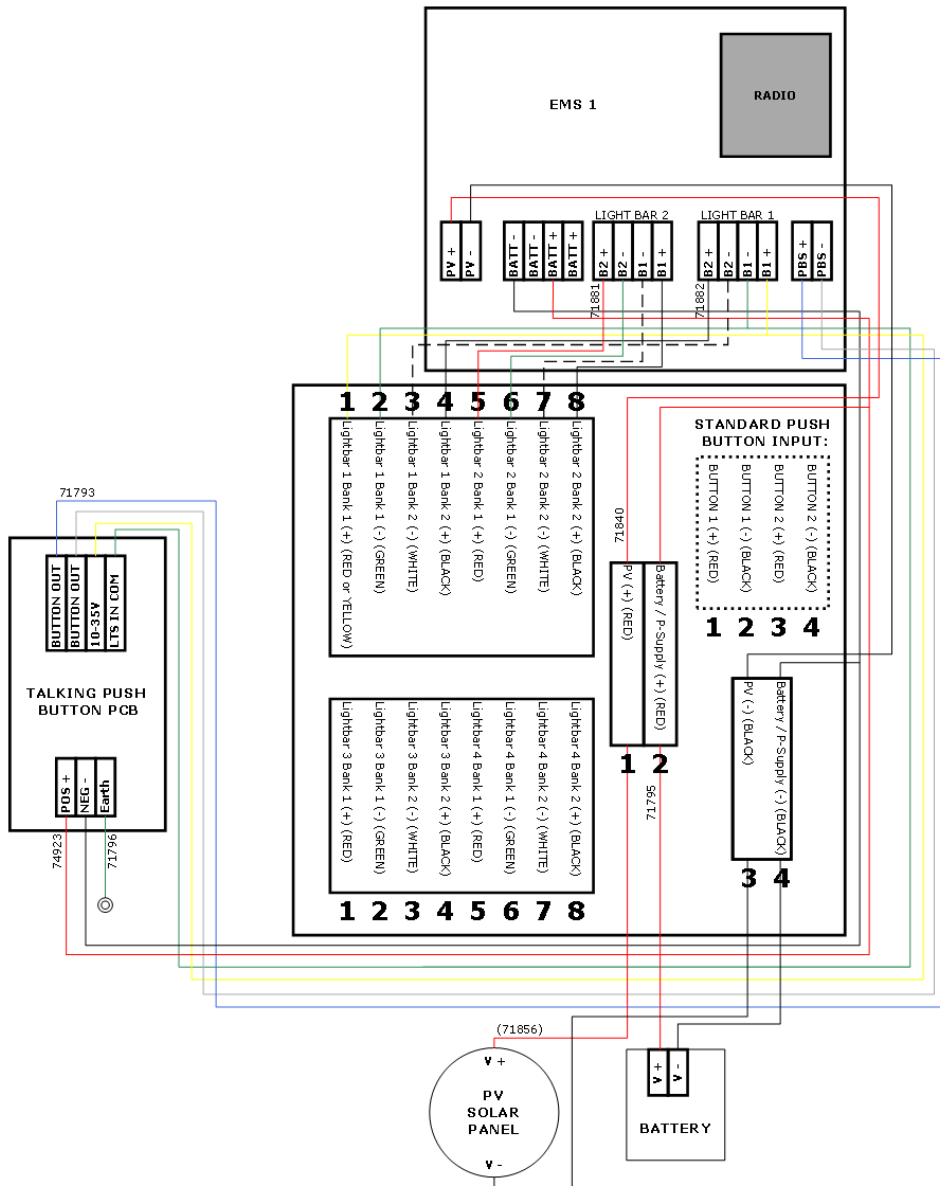 RADIO
EMS 1
LIGHT BAR 2
LIGHT BAR 1
PV +
PV -
BATT -
BATT -
BATT +
BATT +
B2 +
B2 -
B1 -
B1 +
B2 +
B2 -
B1 -
B1 +
PBS +
PBS -
71881
71882
1 2 3 4 5 6 7 8
Lightbar 1 Bank 1 (+) (RED or YELLOW)
Lightbar 1 Bank 1 (-) (GREEN)
Lightbar 1 Bank 2 (-) (WHITE)
Lightbar 1 Bank 2 (+) (BLACK)
Lightbar 2 Bank 1 (+) (RED)
Lightbar 2 Bank 1 (-) (GREEN)
Lightbar 2 Bank 2 (-) (WHITE)
Lightbar 2 Bank 2 (+) (BLACK)
STANDARD PUSH
BUTTON INPUT:
BUTTON 1 (+) (RED)
BUTTON 1 (-) (BLACK)
BUTTON 2 (+) (RED)
BUTTON 2 (-) (BLACK)
1 2 3 4
71840
PV (+) (RED)
Battery / P-Supply (+) (RED)
1 2
71795
PV (-) (BLACK)
Battery / P-Supply (-) (BLACK)
3 4
71793
BUTTON OUT
BUTTON OUT
10-35V
LTS IN COM
TALKING PUSH
BUTTON PCB
POS +
NEG -
Earth
74923
71796
Lightbar 3 Bank 1 (+) (RED)
Lightbar 3 Bank 1 (-) (GREEN)
Lightbar 3 Bank 2 (-) (WHITE)
Lightbar 3 Bank 2 (+) (BLACK)
Lightbar 4 Bank 1 (+) (RED)
Lightbar 4 Bank 1 (-) (GREEN)
Lightbar 4 Bank 2 (-) (WHITE)
Lightbar 4 Bank 2 (+) (BLACK)
1 2 3 4 5 6 7 8
(71856)
V +
PV
SOLAR
PANEL
V -
V +
V -
BATTERY